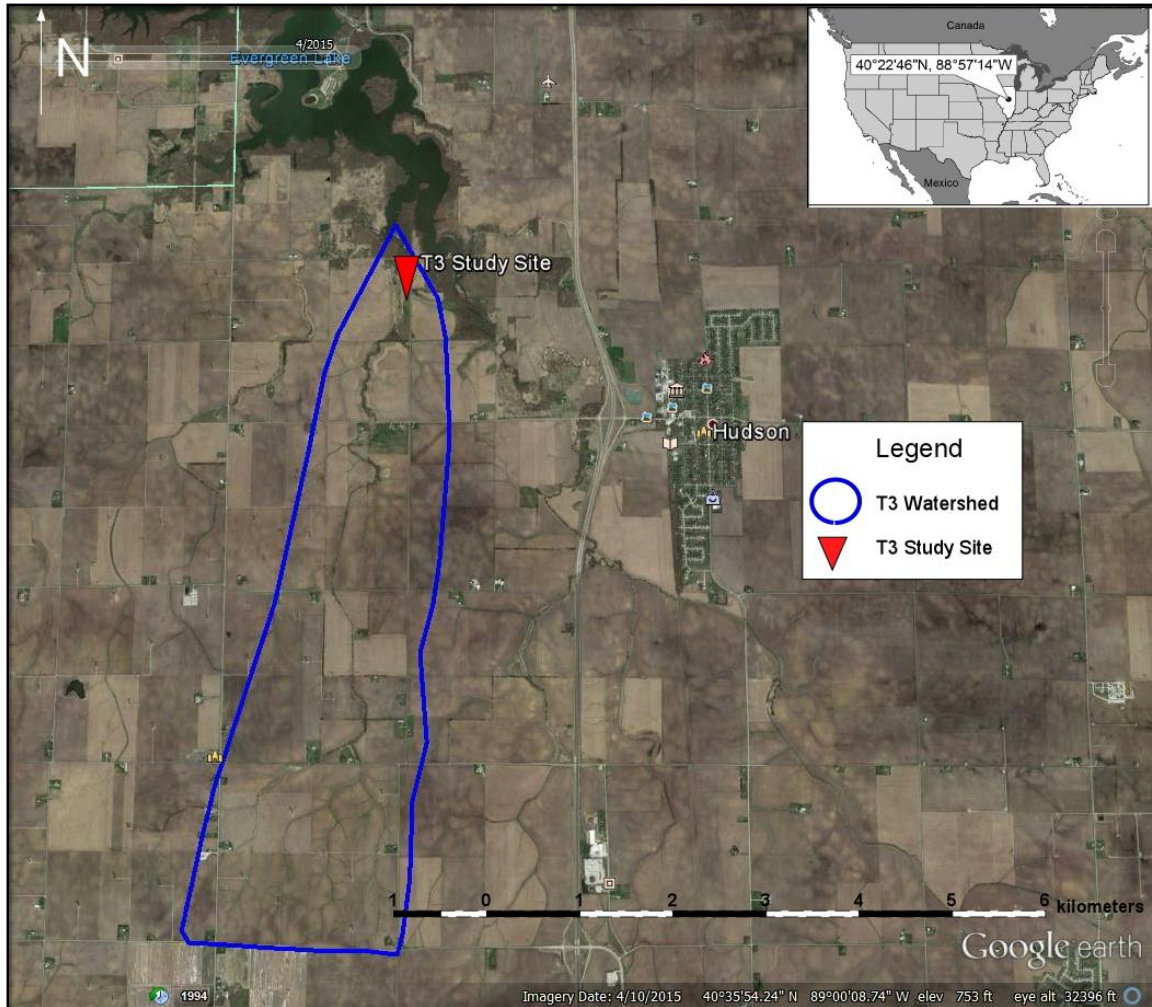 4/2015
N
Evergreen Lake
Canada
40°22'46"N, 88°57'14"W
Mexico
T3 Study Site
Hudson
Legend
T3 Watershed
T3 Study Site
1 0 1 2 3 4 5 6 kilometers
Google earth
1994
Imagery Date: 4/10/2015 40°35'54.24" N 89°00'08.74" W elev 753 ft eye alt 32396 ft